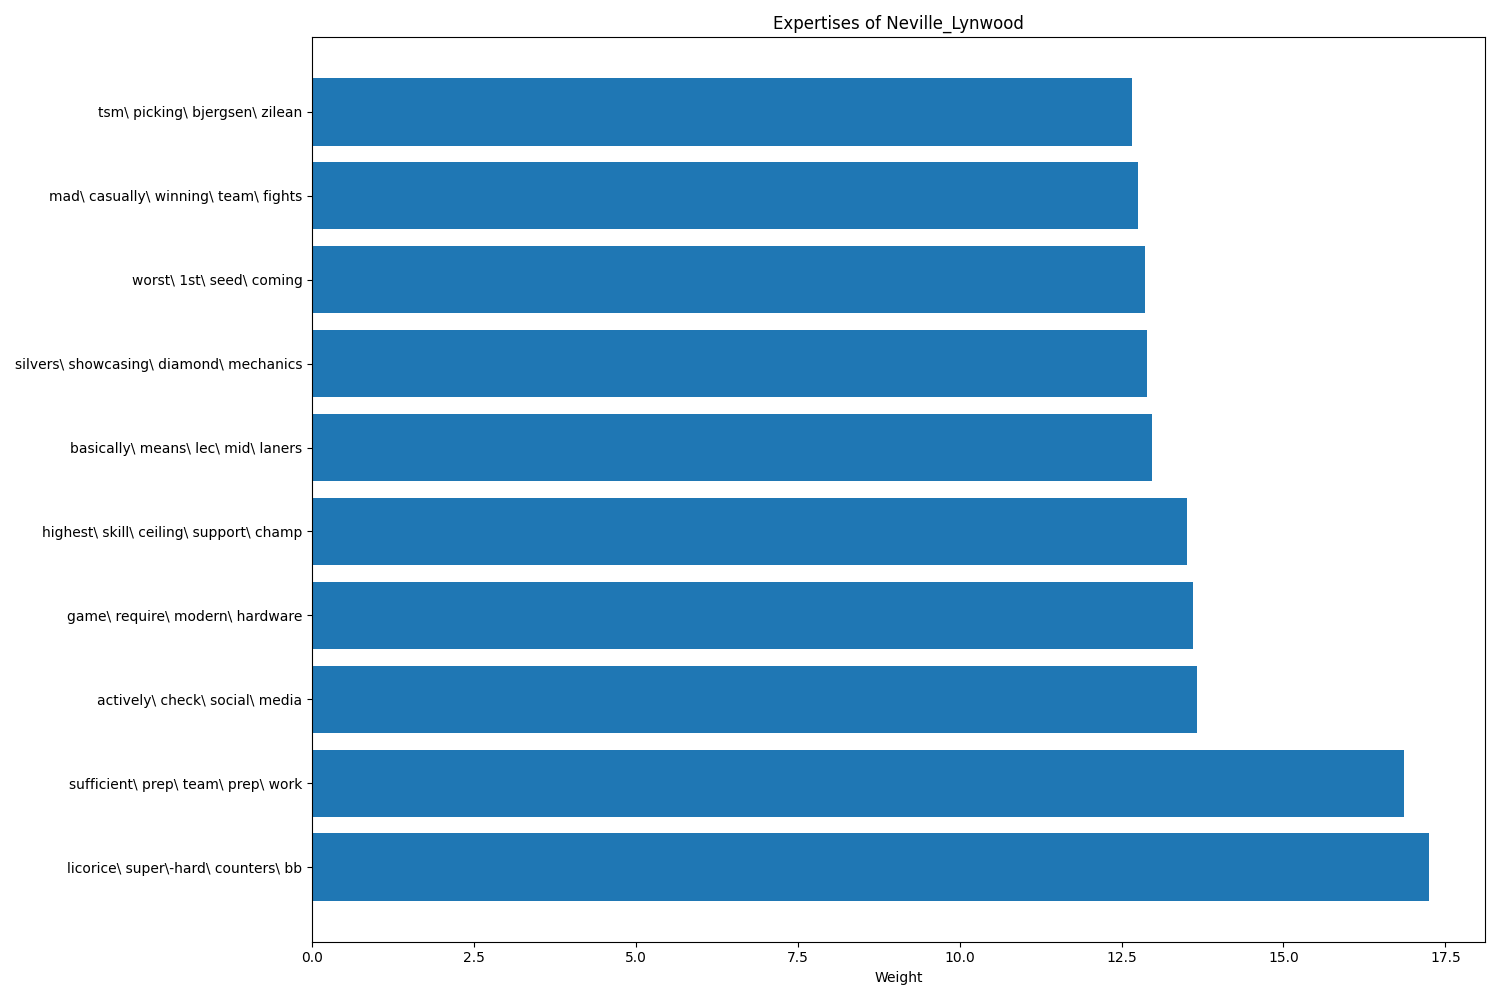 Expertises of Neville_Lynwood
tsm\ picking\ bjergsen\ zilean
mad\ casually\ winning\ team\ fights
worst\ 1st\ seed\ coming
silvers\ showcasing\ diamond\ mechanics
basically\ means\ lec\ mid\ laners
highest\ skill\ ceiling\ support\ champ
game\ require\ modern\ hardware
actively\ check\ social\ media
sufficient\ prep\ team\ prep\ work
licorice\ super\-hard\ counters\ bb
0.0 2.5 5.0 7.5 10.0 12.5 15.0 17.5
Weight